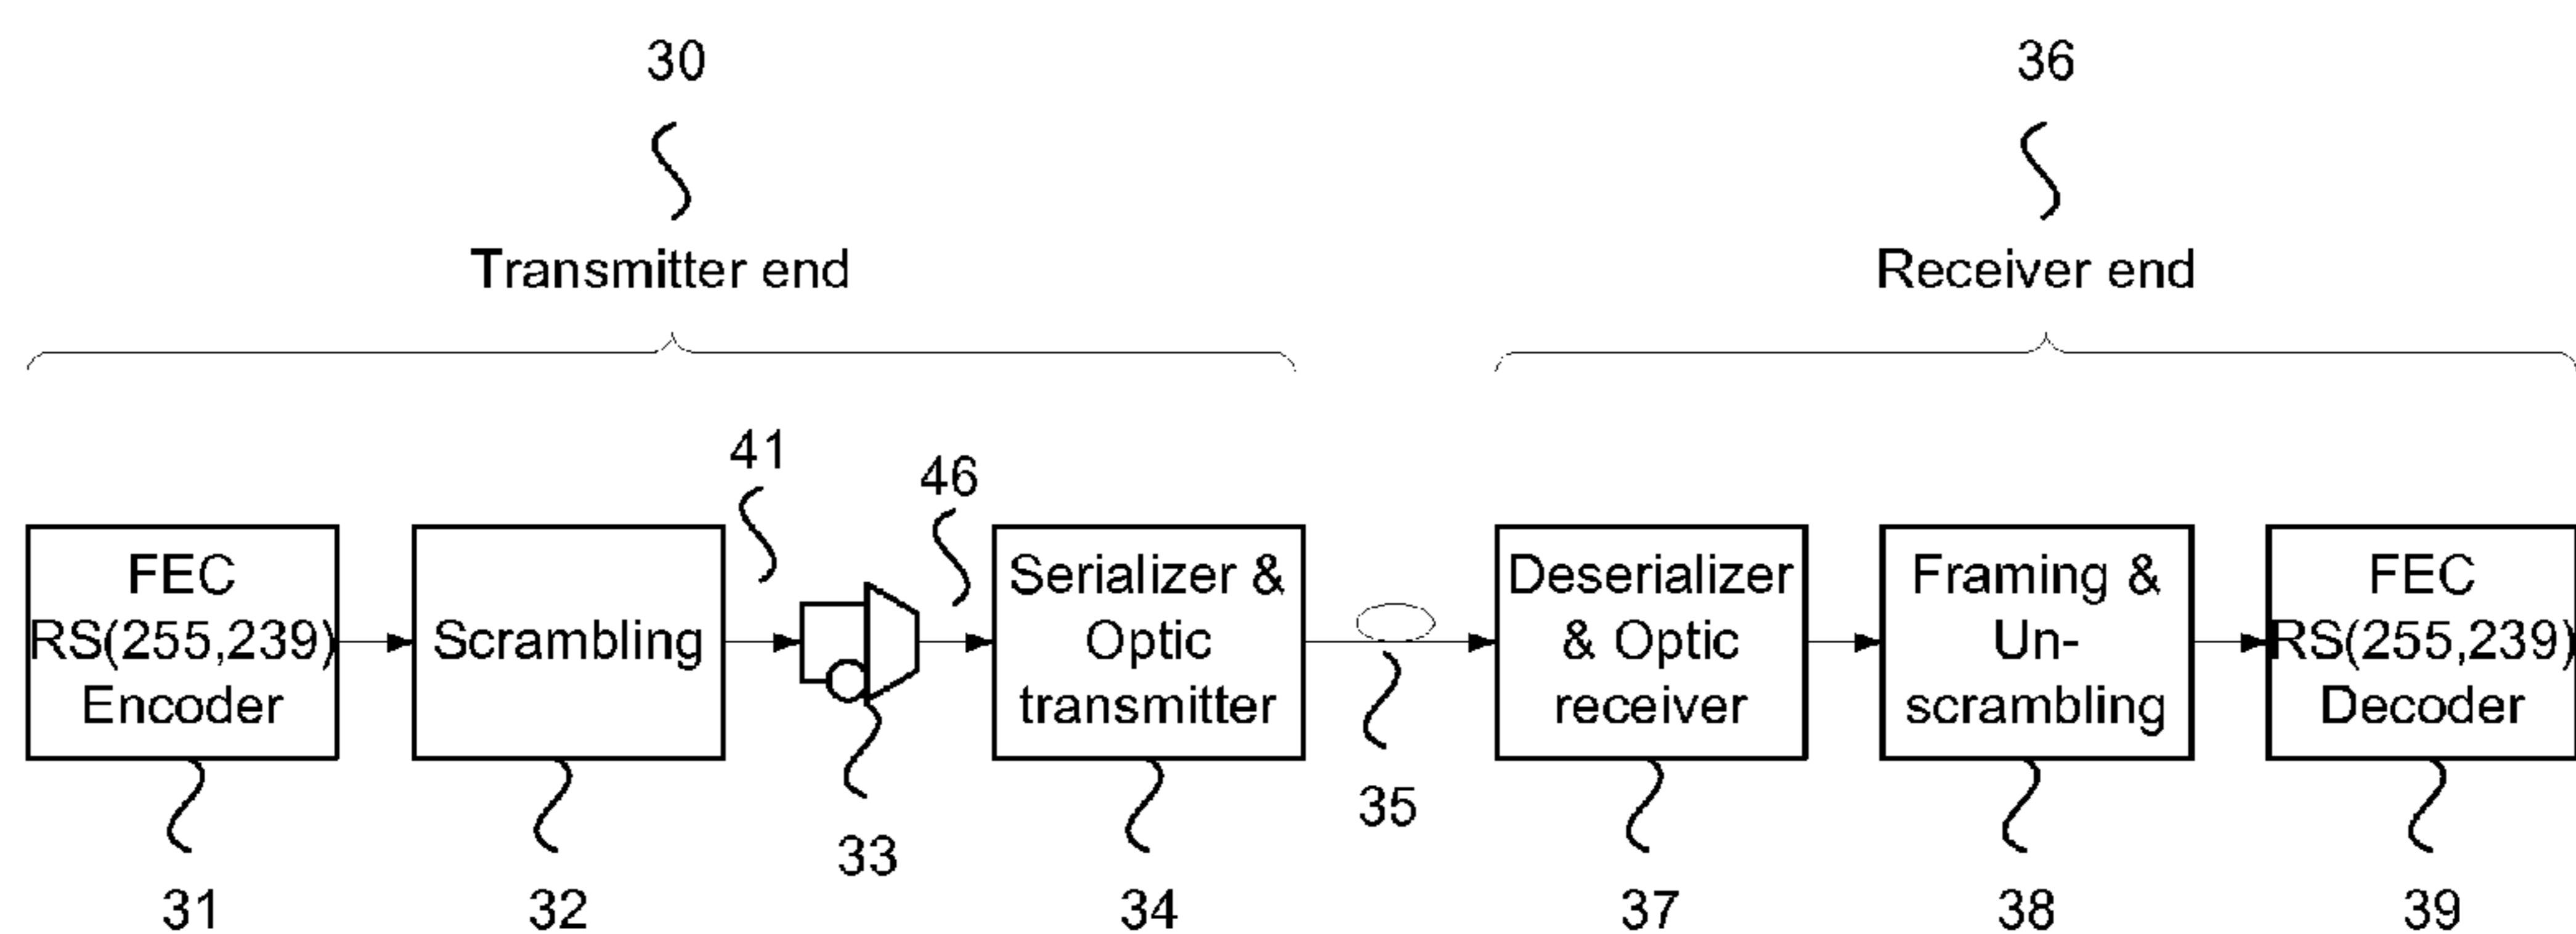 30
36
Transmitter end
Receiver end
41
46
FEC
RS(255,239)
Encoder
Scrambling
Serializer &
Optic
transmitter
Deserializer
& Optic
receiver
Framing &
Un-
scrambling
FEC
RS(255,239)
Decoder
35
33
31
32
34
37
38
39